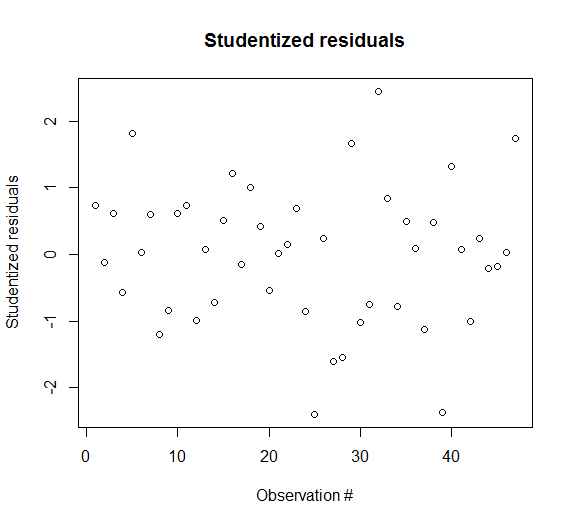 Studentized residuals
Studentized residuals
2
1
0
-1
-2
0 10 20 30 40
Observation #